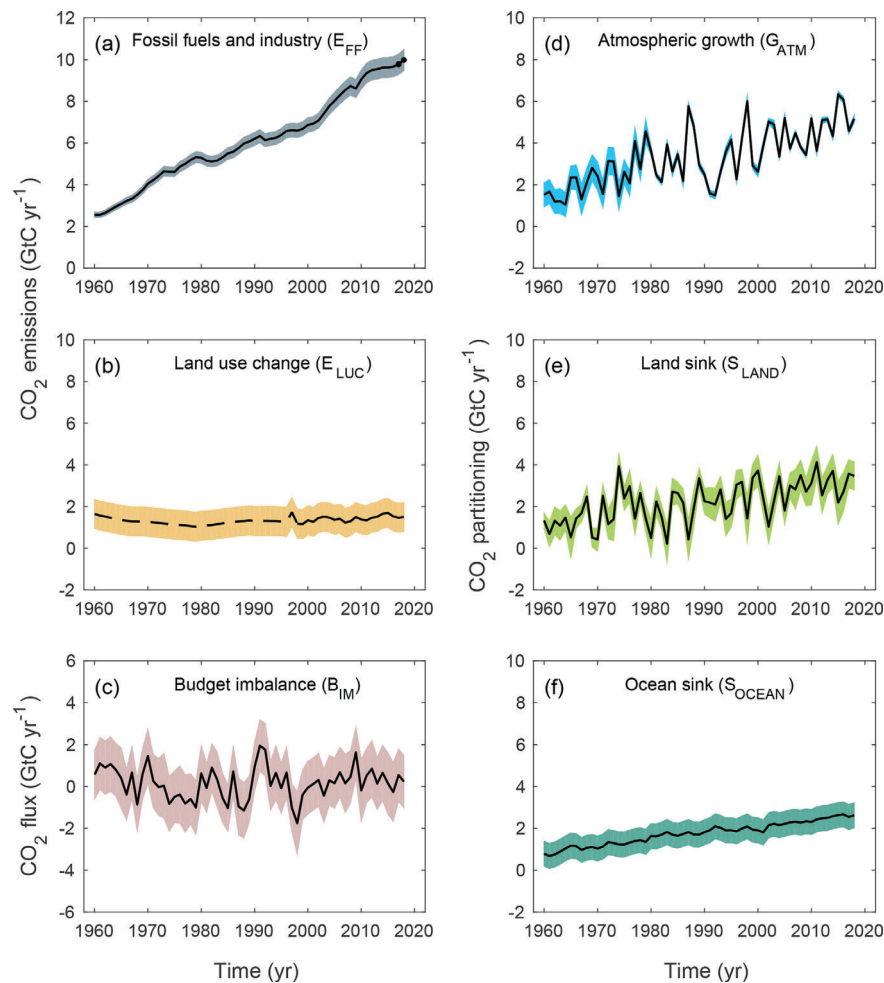 (a) Fossil fuels and industry (E_FF)
12
10
8
6
4
2
0
1960 1970 1980 1990 2000 2010 2020
CO₂ emissions (GtC yr⁻¹)
(b) Land use change (E_LUC)
10
8
6
4
2
0
-2
1960 1970 1980 1990 2000 2010 2020
(c) Budget imbalance (B_IM)
6
4
2
0
-2
-4
-6
CO₂ flux (GtC yr⁻¹)
1960 1970 1980 1990 2000 2010 2020
Time (yr)
(d) Atmospheric growth (G_ATM)
10
8
6
4
2
0
-2
1960 1970 1980 1990 2000 2010 2020
CO₂ partitioning (GtC yr⁻¹)
(e) Land sink (S_LAND)
10
8
6
4
2
0
-2
1960 1970 1980 1990 2000 2010 2020
(f) Ocean sink (S_OCEAN)
10
8
6
4
2
0
-2
1960 1970 1980 1990 2000 2010 2020
Time (yr)